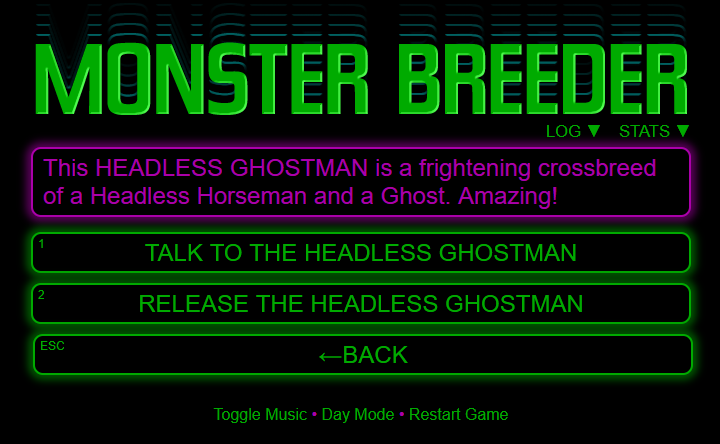 MONSTER BREEDER
LOG ▼ STATS ▼
This HEADLESS GHOSTMAN is a frightening crossbreed
of a Headless Horseman and a Ghost. Amazing!
1 TALK TO THE HEADLESS GHOSTMAN
2 RELEASE THE HEADLESS GHOSTMAN
ESC ←BACK
Toggle Music • Day Mode • Restart Game